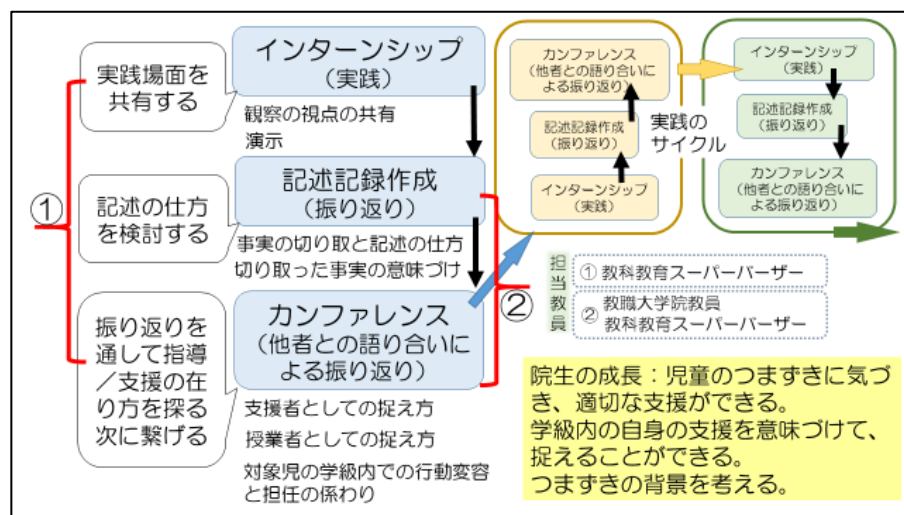 ①
実践場面を
共有する
記述の仕方
を検討する
振り返りを
通して指導
／支援の在
り方を探る
次に繋げる
インターンシップ
（実践）
観察の視点の共有
演示
記述記録作成
（振り返り）
事実の切り取と記述の仕方
切り取った事実の意味づけ
カンファレンス
（他者との語り合いに
よる振り返り）
支援者としての捉え方
授業者としての捉え方
対象児の学級内での行動変容
と担任の係わり
②
カンファレンス
（他者との語り合いに
よる振り返り）
記述記録作成
（振り返り）
インターンシップ
（実践）
実践の
サイクル
インターンシップ
（実践）
記述記録作成
（振り返り）
カンファレンス
（他者との語り合いに
よる振り返り）
担当教員
①教科教育スーパーバーザー
②教職大学院教員
教科教育スーパーバーザー
院生の成長：児童のつまずきに気づ
き、適切な支援ができる。
学級内の自身の支援を意味づけて、
捉えることができる。
つまずきの背景を考える。